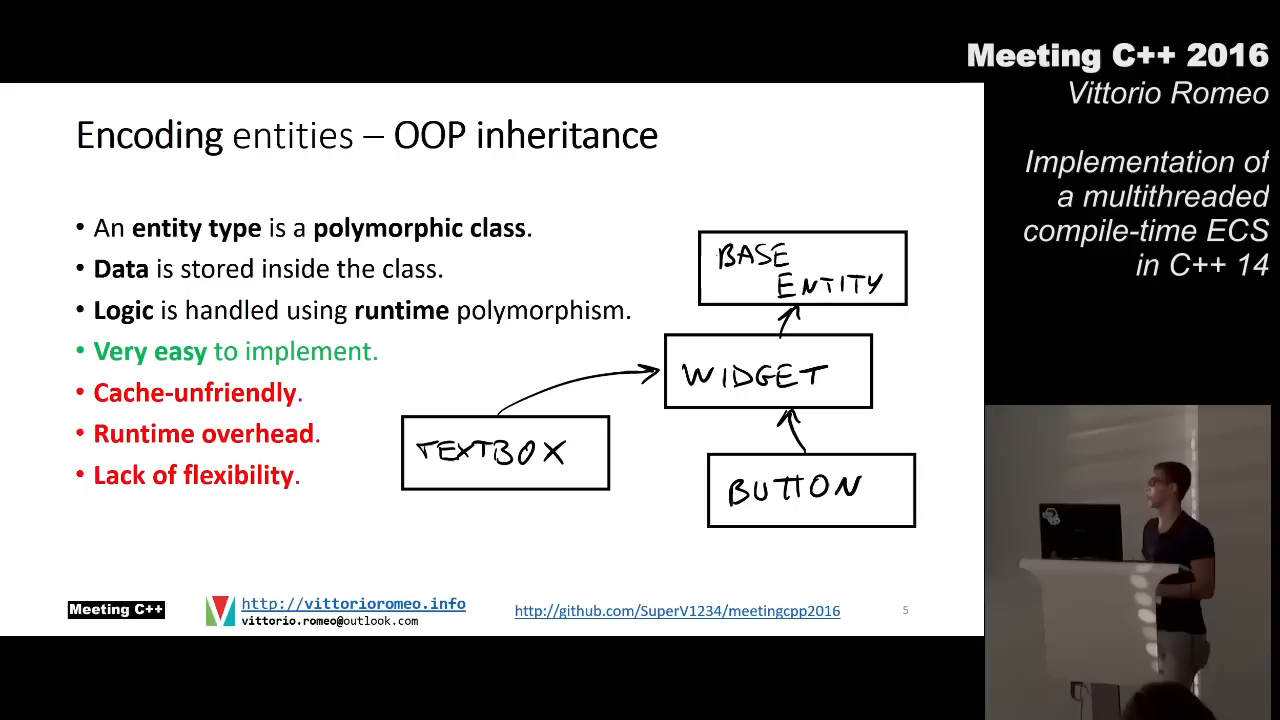 Meeting C++ 2016
Vittorio Romeo
Implementation of
a multithreaded
compile-time ECS
in C++ 14
Encoding entities – OOP inheritance
• An entity type is a polymorphic class.
• Data is stored inside the class.
• Logic is handled using runtime polymorphism.
• Very easy to implement.
• Cache-unfriendly.
• Runtime overhead.
• Lack of flexibility.
BASE
ENTITY
WIDGET
TEXTBOX
BUTTON
Meeting C++
http://vittorioromeo.info
vittorio.romeo@outlook.com
http://github.com/SuperV1234/meetingcpp2016
5